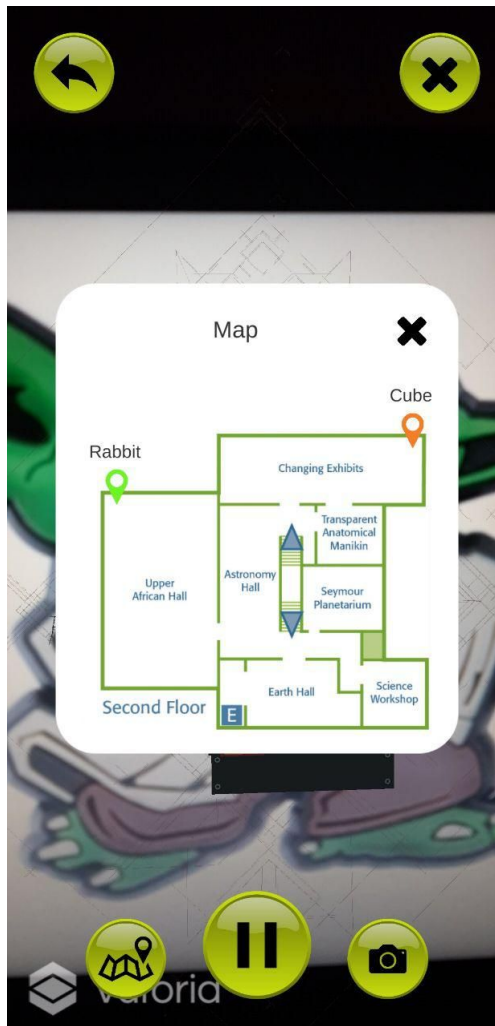 Map
Cube
Rabbit
Changing Exhibits
Transparent
Anatomical
Manikin
Upper
African Hall
Astronomy
Hall
Seymour
Planetarium
Earth Hall
Science
Workshop
Second Floor
E
vuforia